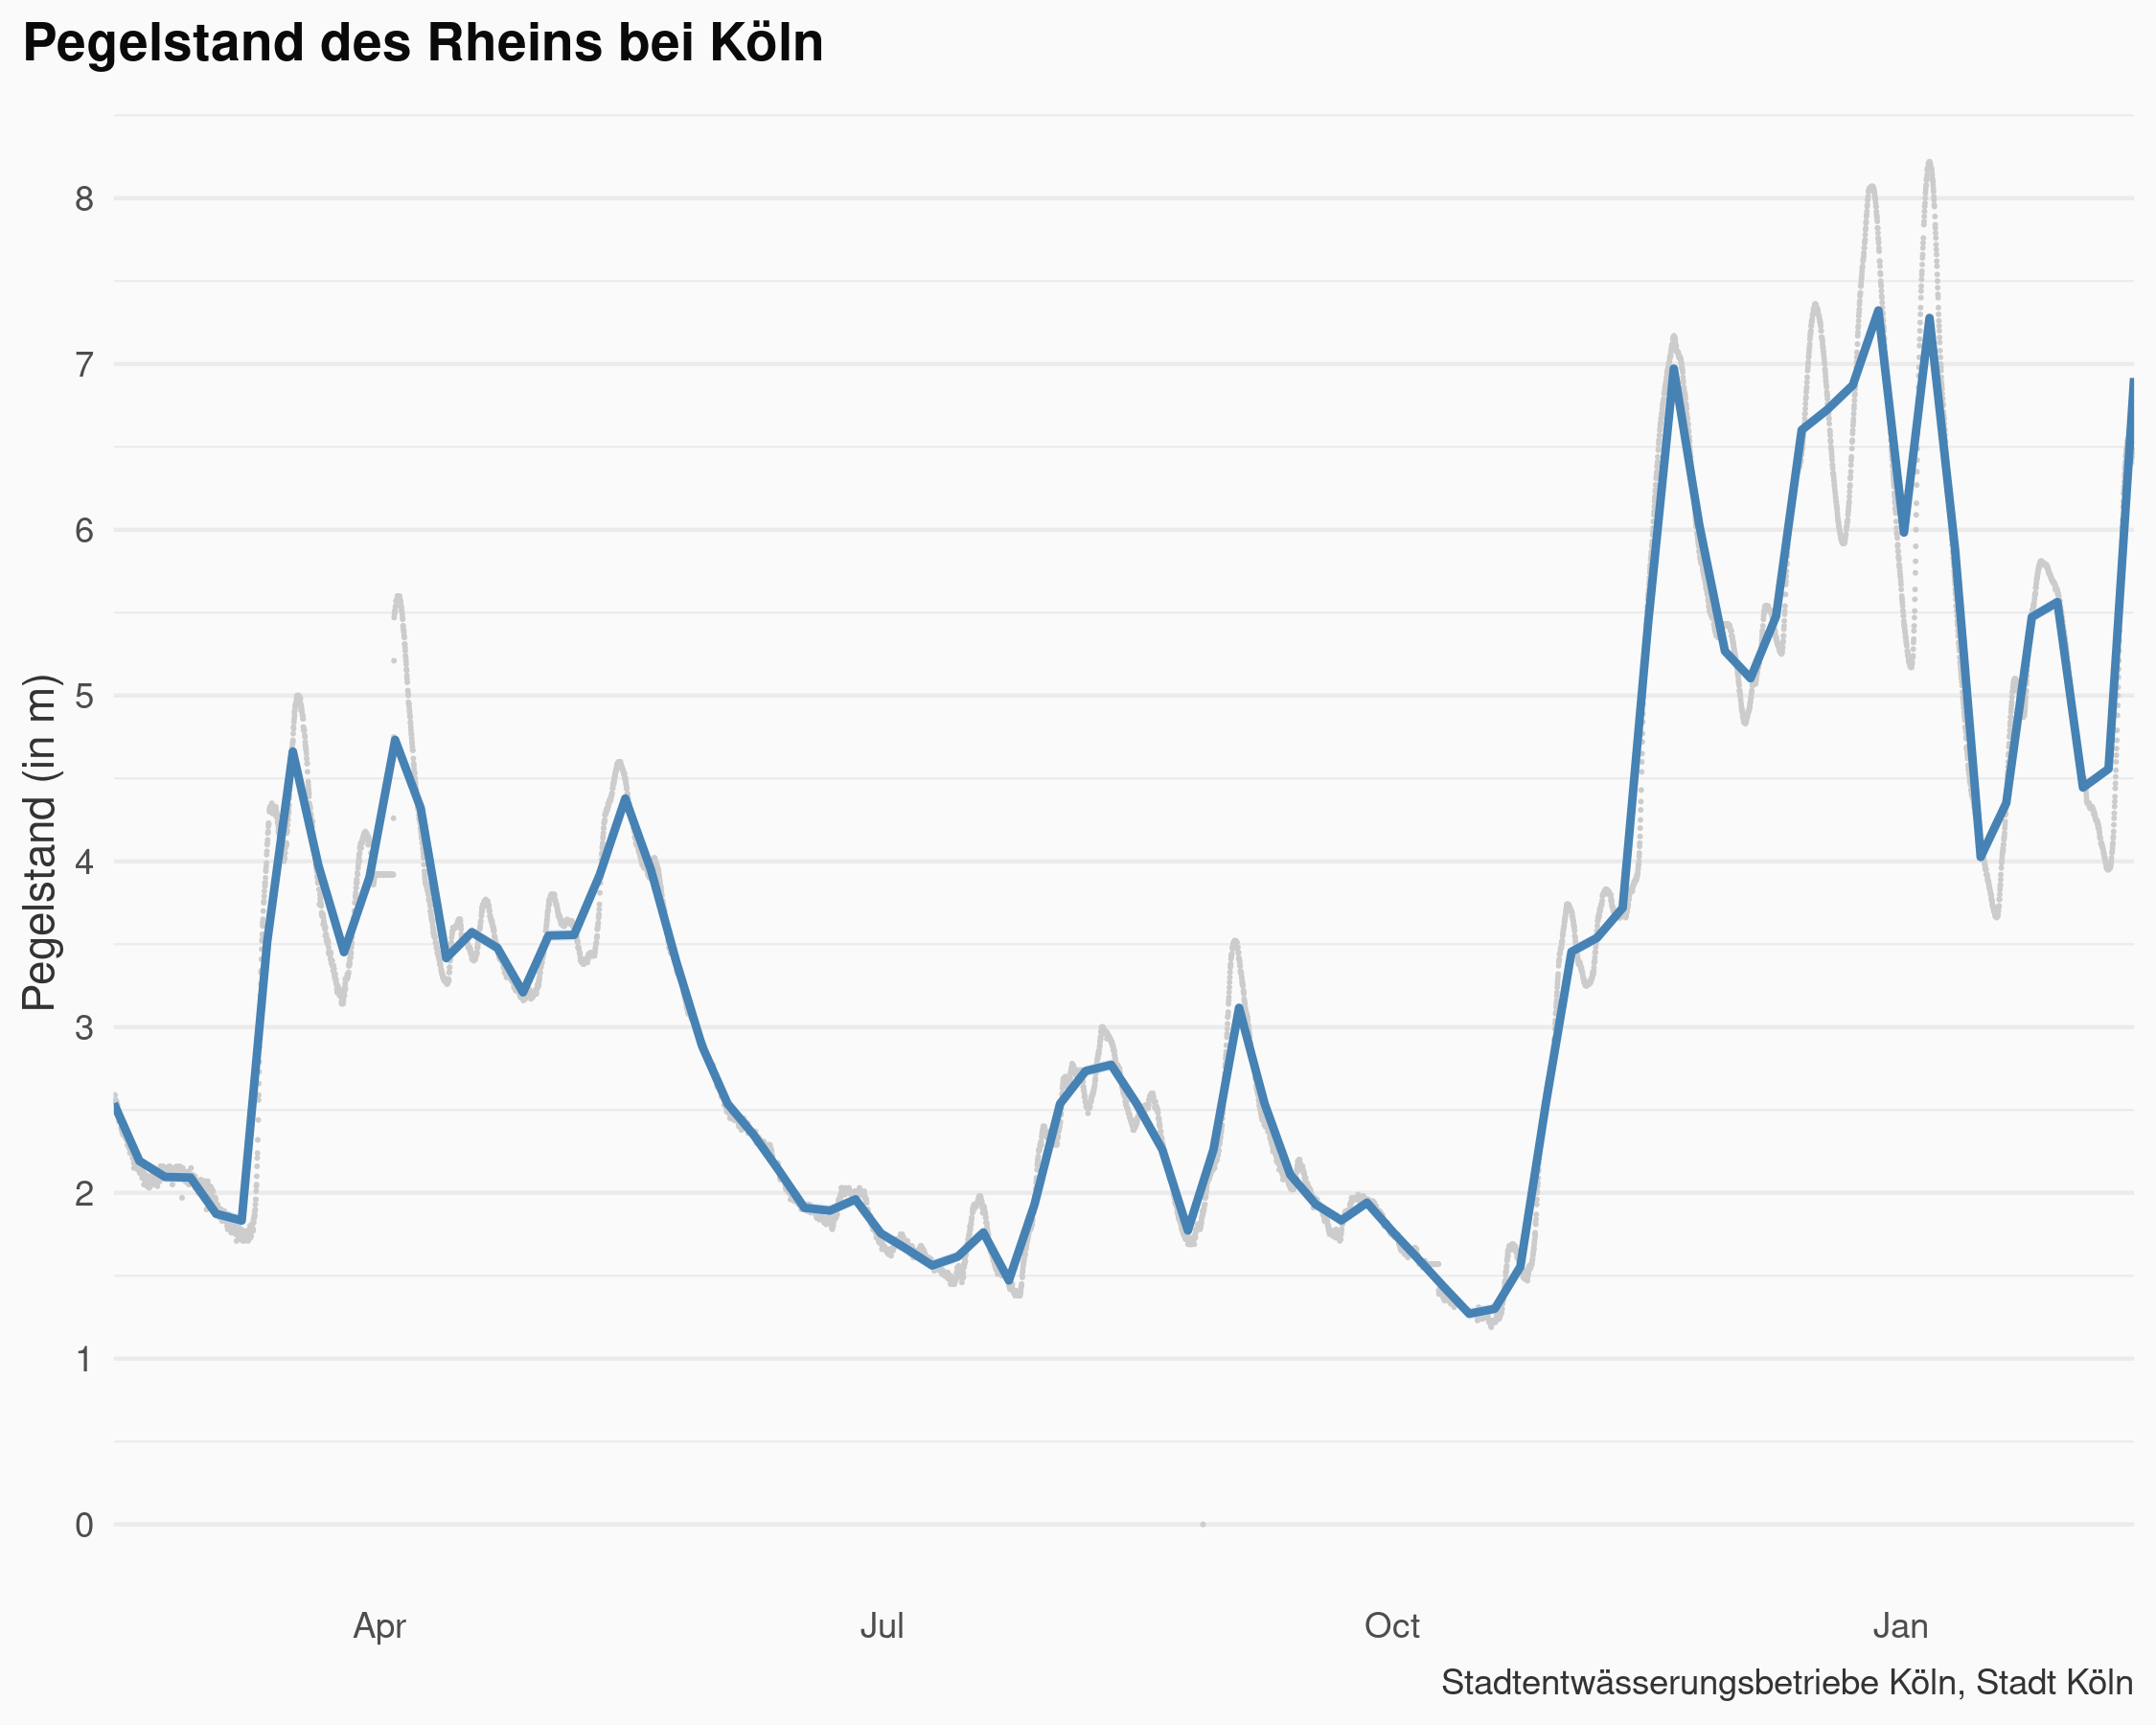 Pegelstand des Rheins bei Köln
Pegelstand (in m)
8
7
6
5
4
3
2
1
0
Apr Jul Oct Jan
Stadtentwässerungsbetriebe Köln, Stadt Köln